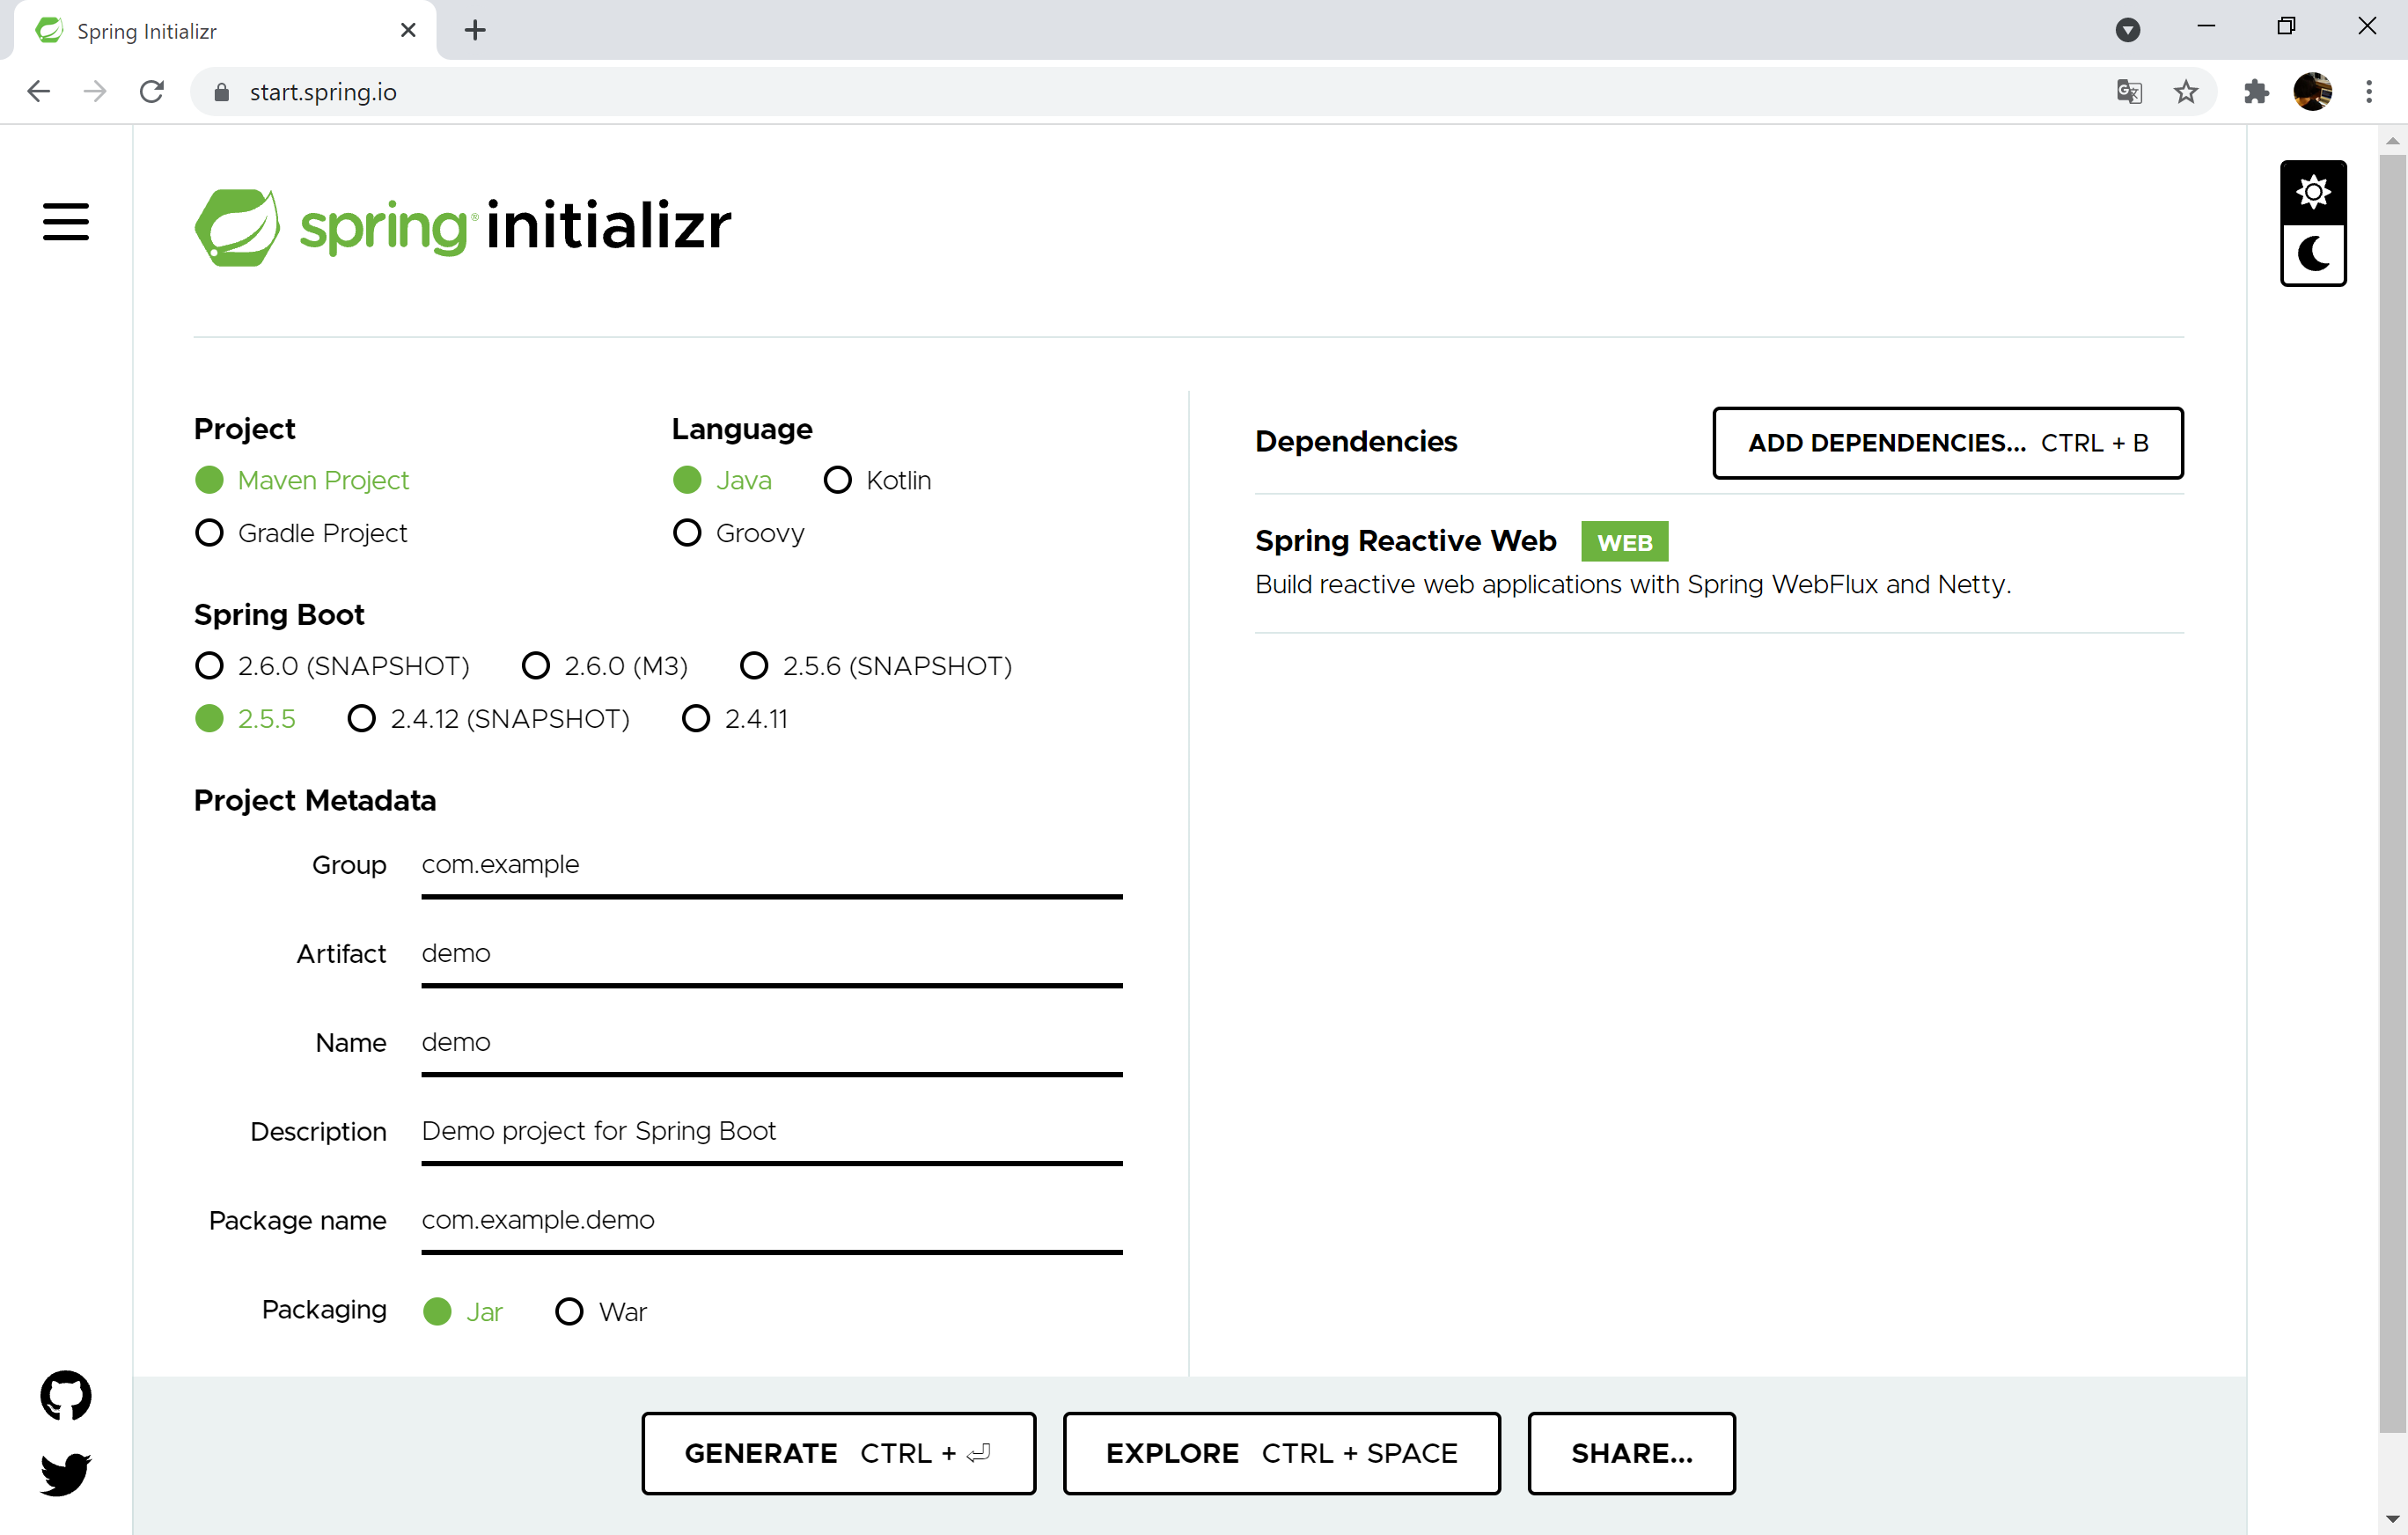 Spring Initializr
start.spring.io
spring® initializr
Project
Maven Project
Gradle Project
Language
Java Kotlin
Groovy
Spring Boot
2.6.0 (SNAPSHOT) 2.6.0 (M3) 2.5.6 (SNAPSHOT)
2.5.5 2.4.12 (SNAPSHOT) 2.4.11
Project Metadata
Group com.example
Artifact demo
Name demo
Description Demo project for Spring Boot
Package name com.example.demo
Packaging Jar War
Dependencies
ADD DEPENDENCIES... CTRL + B
Spring Reactive Web WEB
Build reactive web applications with Spring WebFlux and Netty.
GENERATE CTRL + ⏎
EXPLORE CTRL + SPACE
SHARE...